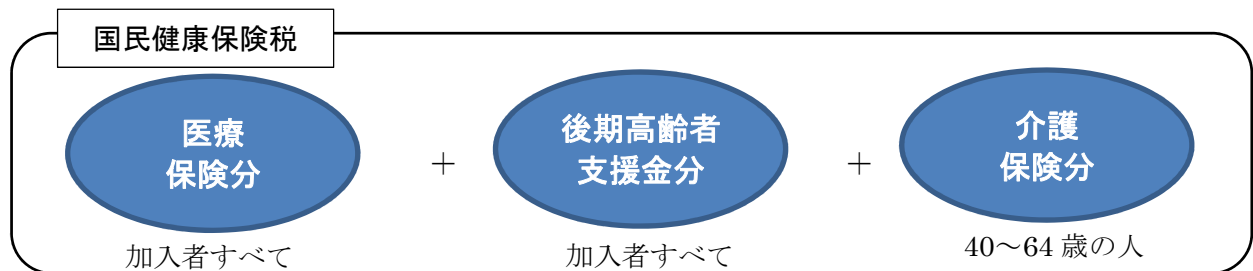 国民健康保険税
医療
保険分
+
後期高齢者
支援金分
+
介護
保険分
加入者すべて
加入者すべて
40～64 歳の人